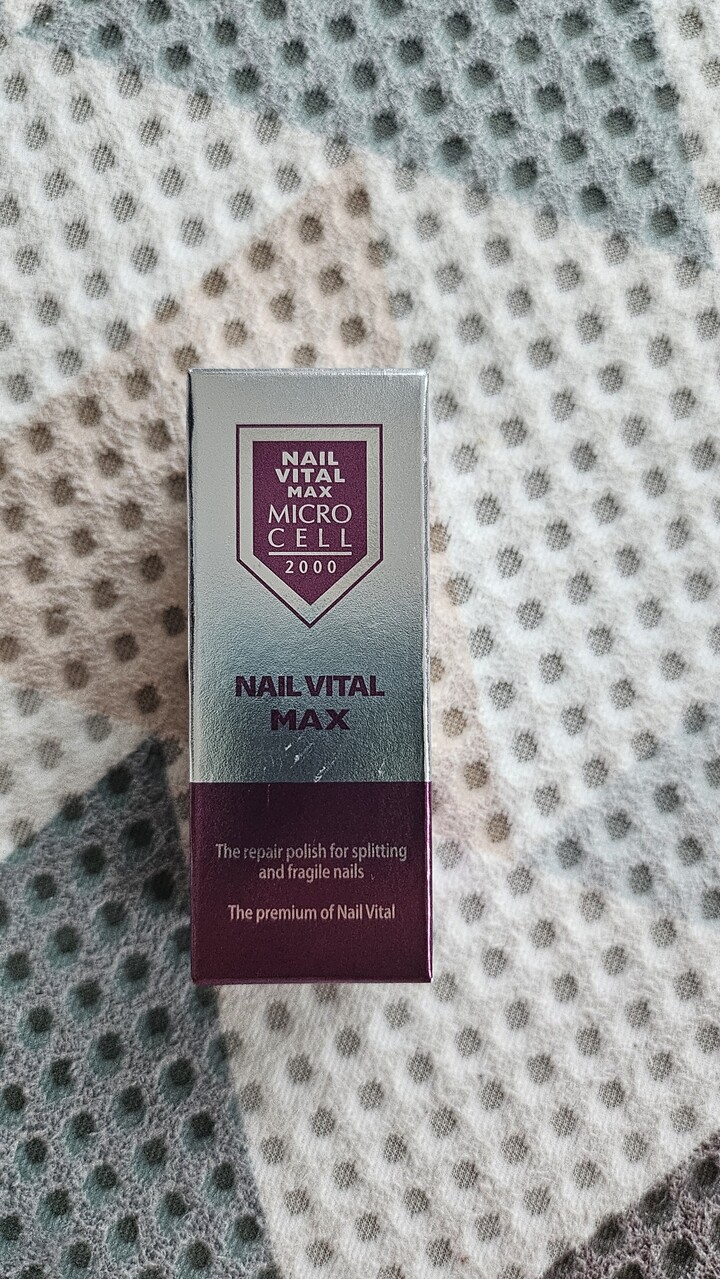 NAIL
VITAL
MAX
MICRO
CELL
2000
NAIL VITAL
MAX
The repair polish for splitting
and fragile nails
The premium of Nail Vital